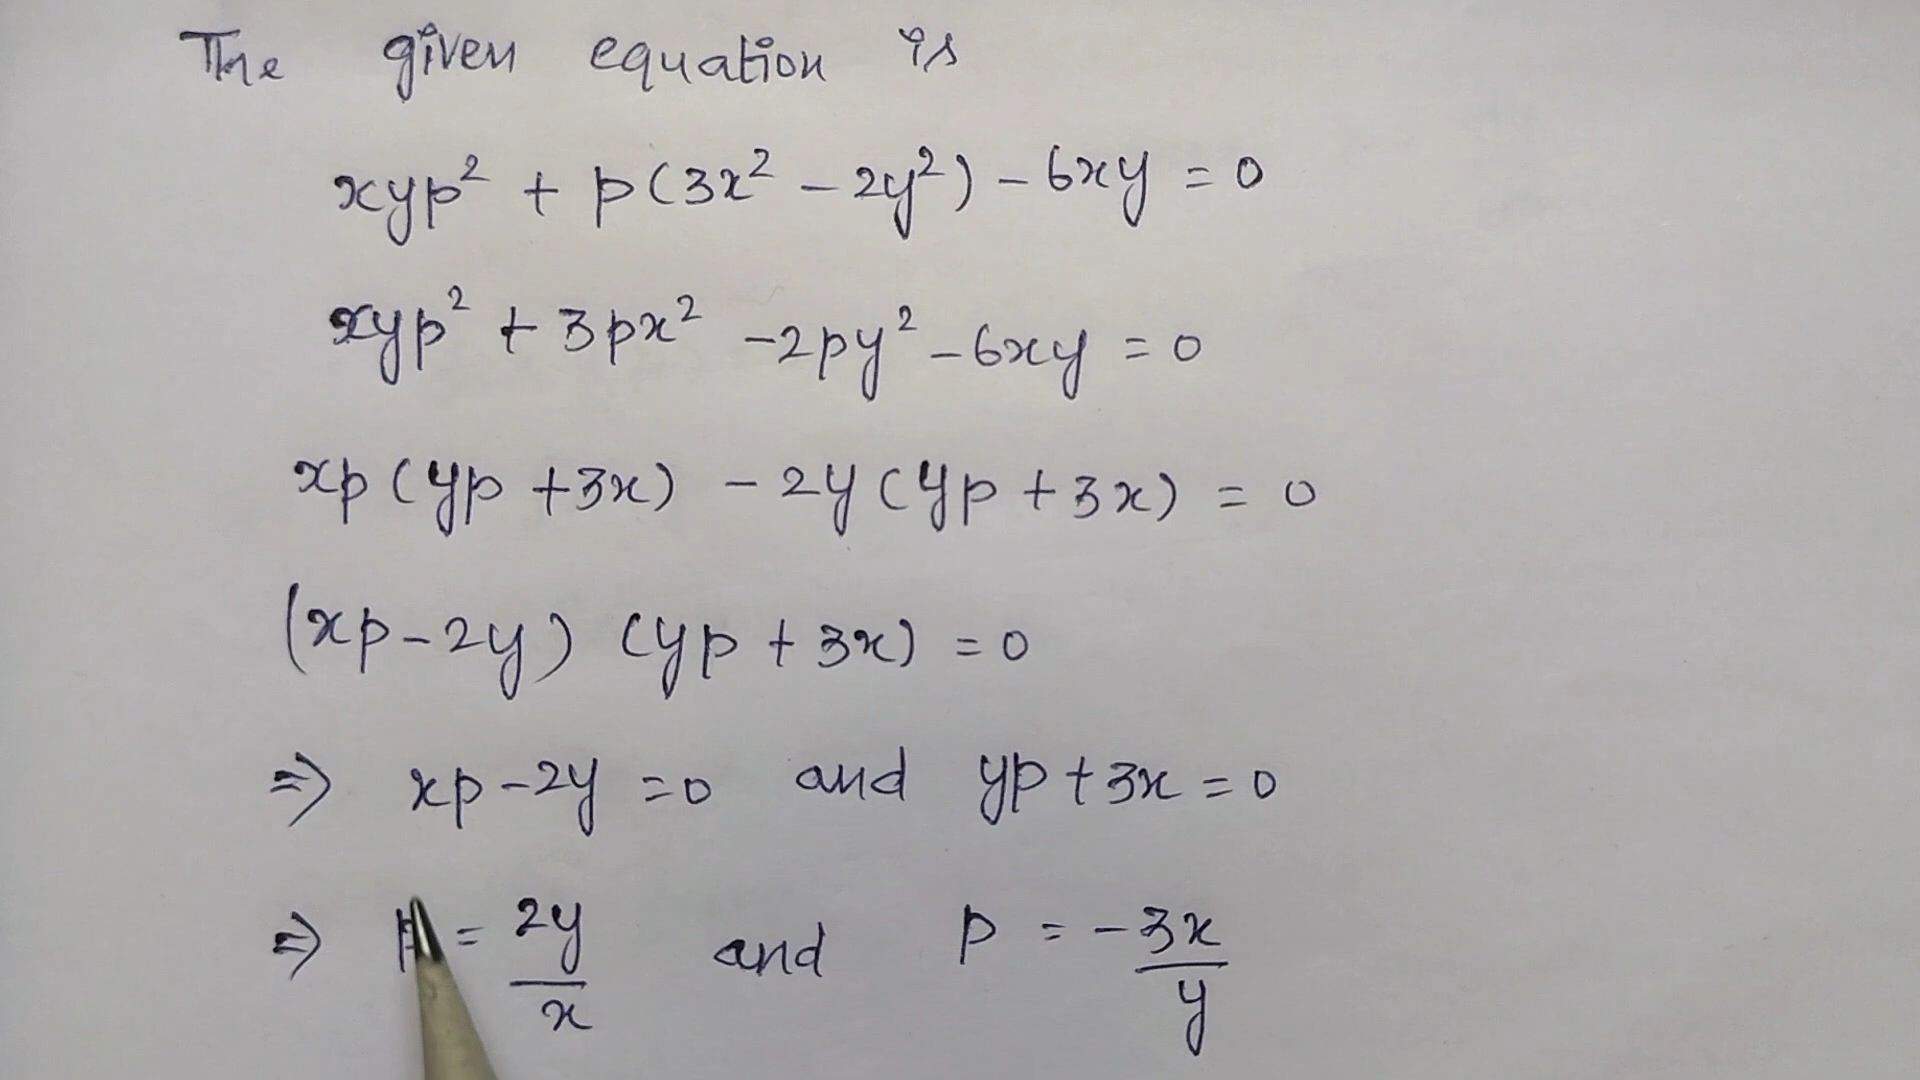 The given equation is
xyp² + p(3x² - 2y²) - 6xy = 0
xyp² + 3px² - 2py² - 6xy = 0
xp(yp + 3x) - 2y(yp + 3x) = 0
(xp - 2y) (yp + 3x) = 0
⇒ xp - 2y = 0 and yp + 3x = 0
⇒ p = 2y/x and p = -3x/y